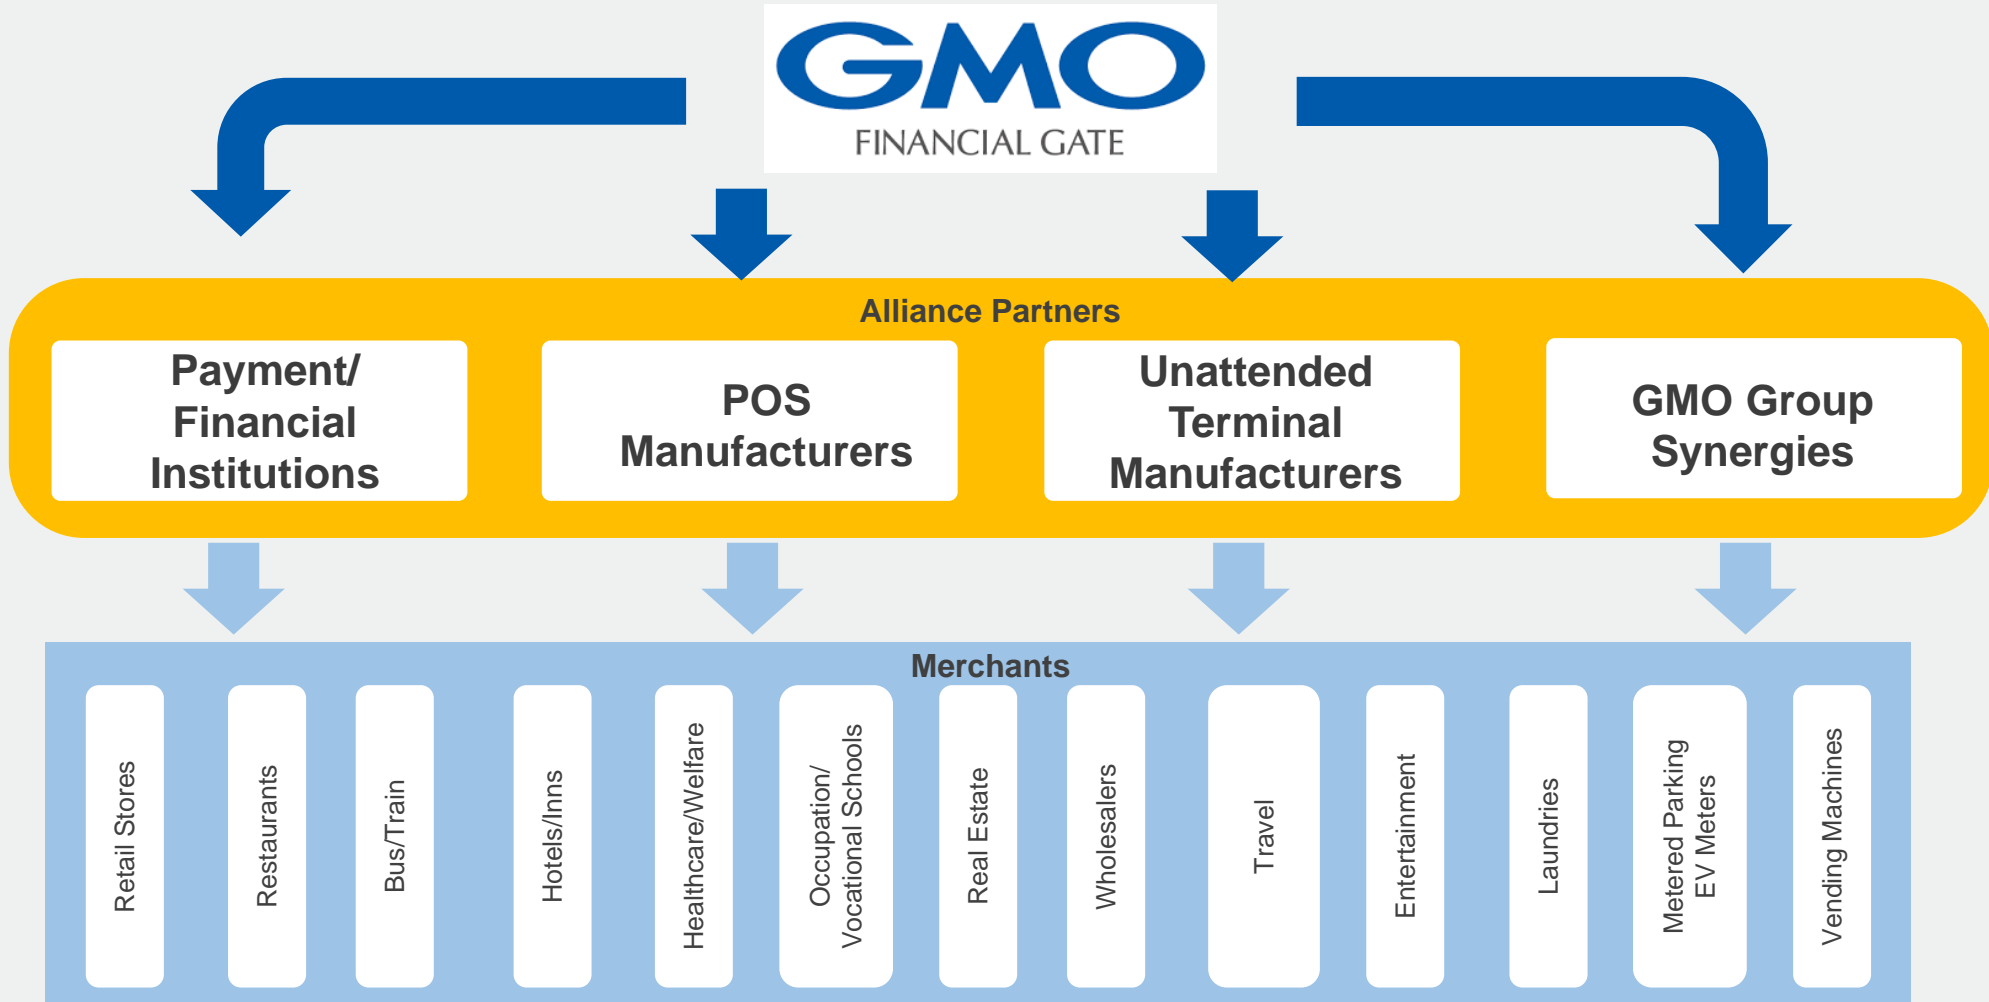 GMO
FINANCIAL GATE
Alliance Partners
Payment/
Financial
Institutions
POS
Manufacturers
Unattended
Terminal
Manufacturers
GMO Group
Synergies
Merchants
Retail Stores
Restaurants
Bus/Train
Hotels/Inns
Healthcare/Welfare
Occupation/
Vocational Schools
Real Estate
Wholesalers
Travel
Entertainment
Laundries
Metered Parking
EV Meters
Vending Machines